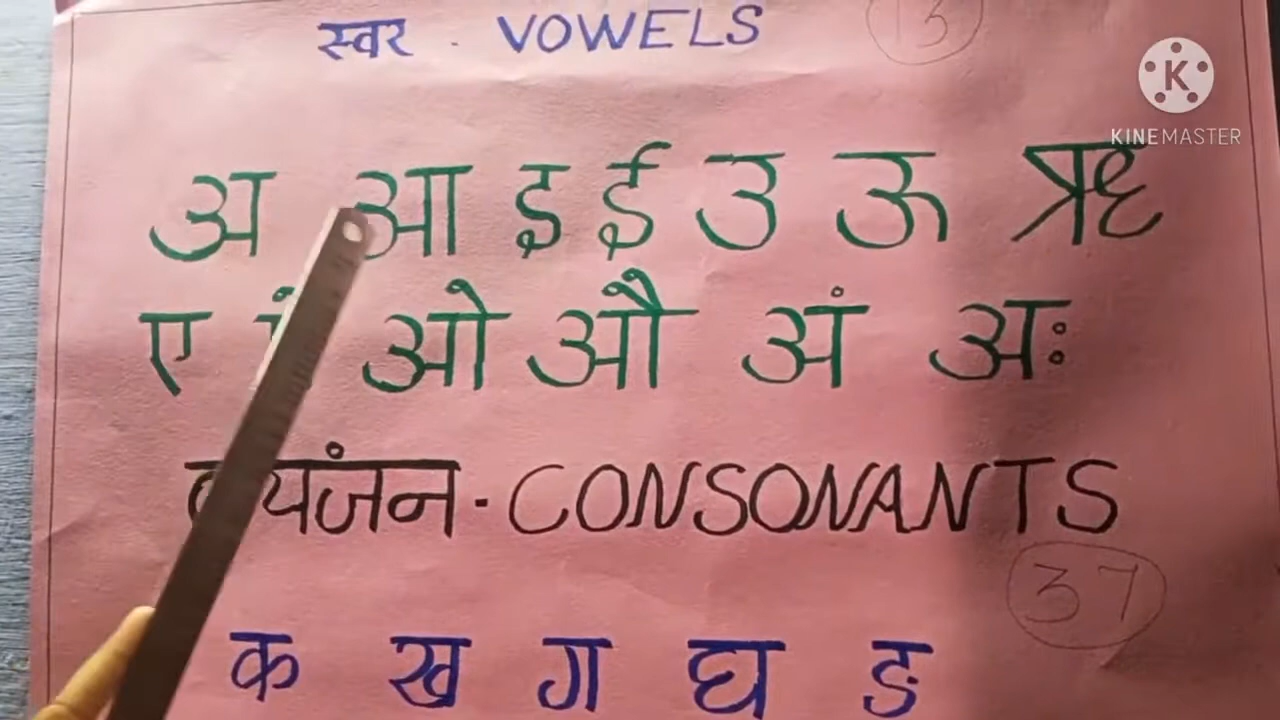 स्वर . VOWELS 13
K
KINEMASTER
अ आ इ ई उ ऊ ऋ
ए ओ औ अं अः
व्यंजन - CONSONANTS
37
क ख ग घ ङ